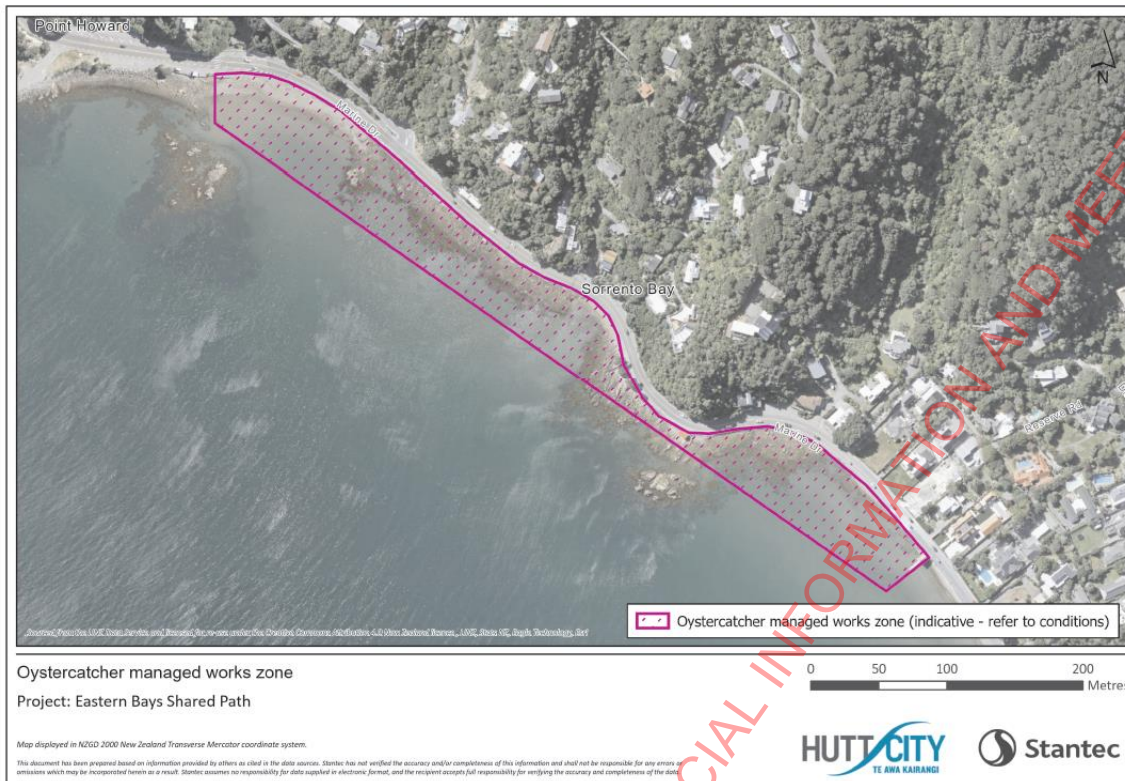 Point Howard
N
Marine Dr
Sorrento Bay
Marine Dr
Reserve Rd
Oystercatcher managed works zone (indicative - refer to conditions)
Oystercatcher managed works zone
Project: Eastern Bays Shared Path
0 50 100 200
Metres
Map displayed in NZGD 2000 New Zealand Transverse Mercator coordinate system.
This document has been prepared based on information provided by others as cited in the data sources. Stantec has not verified the accuracy and/or completeness of this information and shall not be responsible for any errors or
omissions which may be incorporated herein as a result. Stantec assumes no responsibility for data supplied in electronic format, and the recipient accepts full responsibility for verifying the accuracy and completeness of the data.
HUTT CITY
TE AWA KAIRANGI
Stantec
CIAL INFORMATION AND MEET